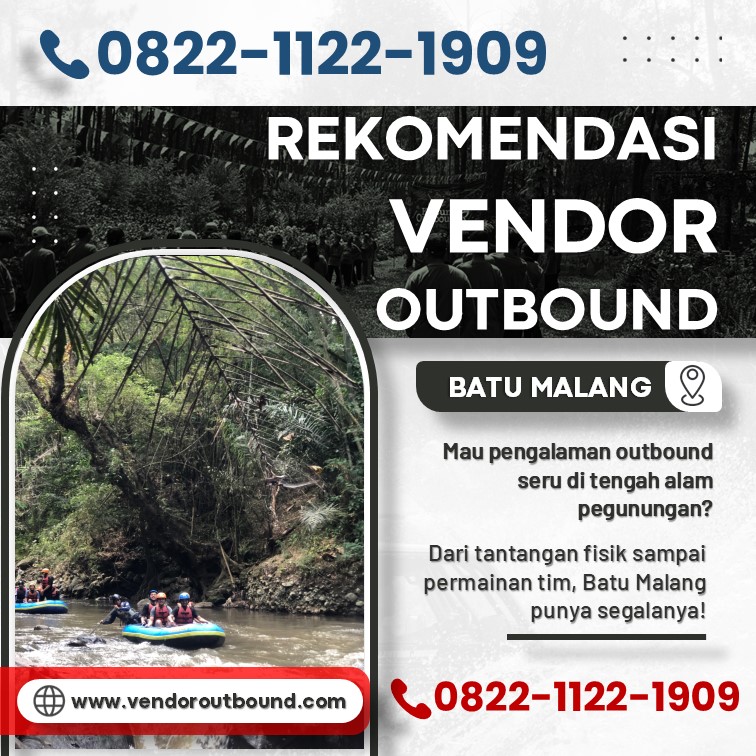 0822-1122-1909
REKOMENDASI
VENDOR
OUTBOUND
BATU MALANG
Mau pengalaman outbound
seru di tengah alam
pegunungan?
Dari tantangan fisik sampai
permainan tim, Batu Malang
punya segalanya!
www.vendoroutbound.com
0822-1122-1909